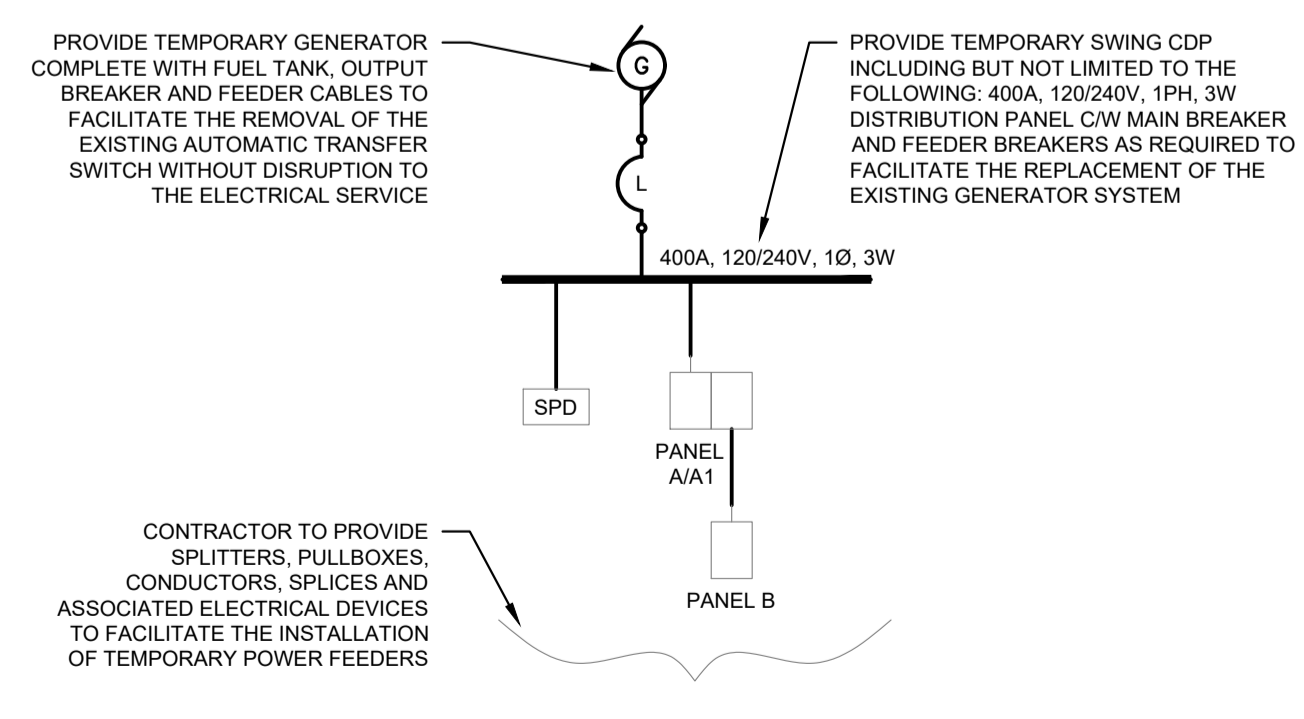 PROVIDE TEMPORARY GENERATOR
COMPLETE WITH FUEL TANK, OUTPUT
BREAKER AND FEEDER CABLES TO
FACILITATE THE REMOVAL OF THE
EXISTING AUTOMATIC TRANSFER
SWITCH WITHOUT DISRUPTION TO
THE ELECTRICAL SERVICE
G
L
PROVIDE TEMPORARY SWING CDP
INCLUDING BUT NOT LIMITED TO THE
FOLLOWING: 400A, 120/240V, 1PH, 3W
DISTRIBUTION PANEL C/W MAIN BREAKER
AND FEEDER BREAKERS AS REQUIRED TO
FACILITATE THE REPLACEMENT OF THE
EXISTING GENERATOR SYSTEM
400A, 120/240V, 1Ø, 3W
SPD
PANEL
A/A1
PANEL B
CONTRACTOR TO PROVIDE
SPLITTERS, PULLBOXES,
CONDUCTORS, SPLICES AND
ASSOCIATED ELECTRICAL DEVICES
TO FACILITATE THE INSTALLATION
OF TEMPORARY POWER FEEDERS